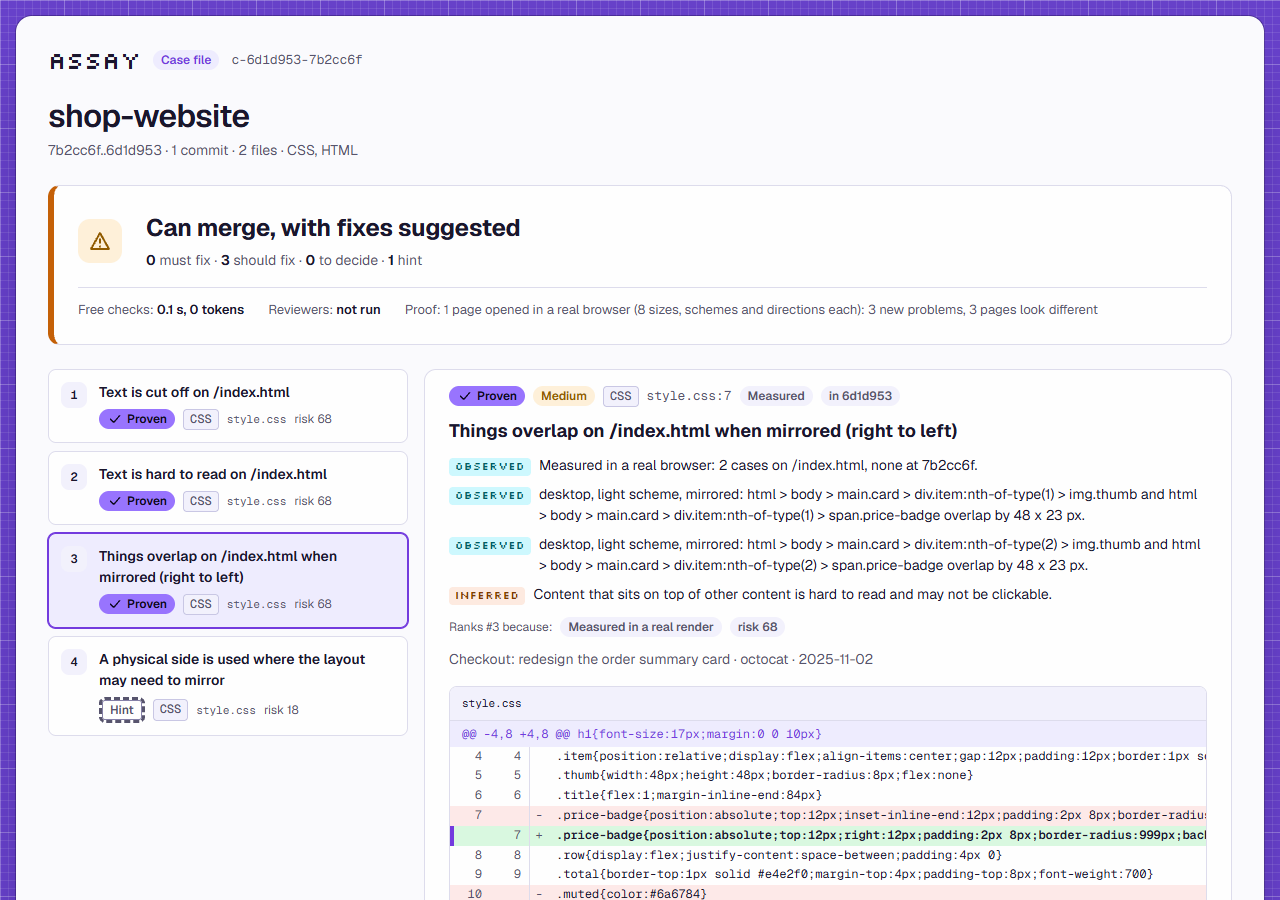 ASSAY Case file c-6d1d953-7b2cc6f
shop-website
7b2cc6f..6d1d953 · 1 commit · 2 files · CSS, HTML
Can merge, with fixes suggested
0 must fix · 3 should fix · 0 to decide · 1 hint
Free checks: 0.1 s, 0 tokens Reviewers: not run Proof: 1 page opened in a real browser (8 sizes, schemes and directions each): 3 new problems, 3 pages look different
1 Text is cut off on /index.html
✓ Proven CSS style.css risk 68
2 Text is hard to read on /index.html
✓ Proven CSS style.css risk 68
3 Things overlap on /index.html when
mirrored (right to left)
✓ Proven CSS style.css risk 68
4 A physical side is used where the layout
may need to mirror
Hint CSS style.css risk 18
✓ Proven Medium CSS style.css:7 Measured in 6d1d953
Things overlap on /index.html when mirrored (right to left)
OBSERVED Measured in a real browser: 2 cases on /index.html, none at 7b2cc6f.
OBSERVED desktop, light scheme, mirrored: html > body > main.card > div.item:nth-of-type(1) > img.thumb and html
> body > main.card > div.item:nth-of-type(1) > span.price-badge overlap by 48 x 23 px.
OBSERVED desktop, light scheme, mirrored: html > body > main.card > div.item:nth-of-type(2) > img.thumb and html
> body > main.card > div.item:nth-of-type(2) > span.price-badge overlap by 48 x 23 px.
INFERRED Content that sits on top of other content is hard to read and may not be clickable.
Ranks #3 because: Measured in a real render risk 68
Checkout: redesign the order summary card · octocat · 2025-11-02
style.css
@@ -4,8 +4,8 @@ h1{font-size:17px;margin:0 0 10px}
4 4 .item{position:relative;display:flex;align-items:center;gap:12px;padding:12px;border:1px so
5 5 .thumb{width:48px;height:48px;border-radius:8px;flex:none}
6 6 .title{flex:1;margin-inline-end:84px}
7 - .price-badge{position:absolute;top:12px;inset-inline-end:12px;padding:2px 8px;border-radius
7 + .price-badge{position:absolute;top:12px;right:12px;padding:2px 8px;border-radius:999px;back
8 8 .row{display:flex;justify-content:space-between;padding:4px 0}
9 9 .total{border-top:1px solid #e4e2f0;margin-top:4px;padding-top:8px;font-weight:700}
10 - .muted{color:#6a6784}